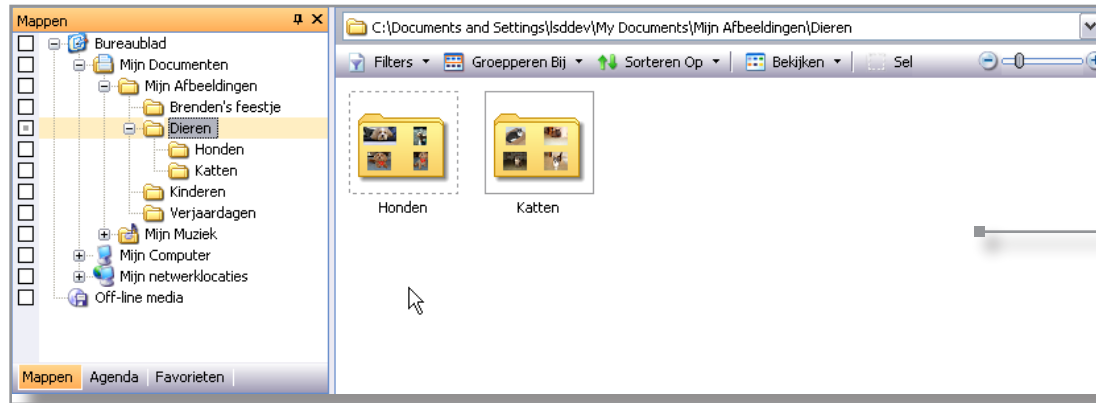 Mappen
Bureaublad
Mijn Documenten
Mijn Afbeeldingen
Brenden's feestje
Dieren
Honden
Katten
Kinderen
Verjaardagen
Mijn Muziek
Mijn Computer
Mijn netwerklocaties
Off-line media
Mappen Agenda Favorieten
C:\Documents and Settings\lsddev\My Documents\Mijn Afbeeldingen\Dieren
Filters Groepperen Bij Sorteren Op Bekijken Sel
Honden Katten